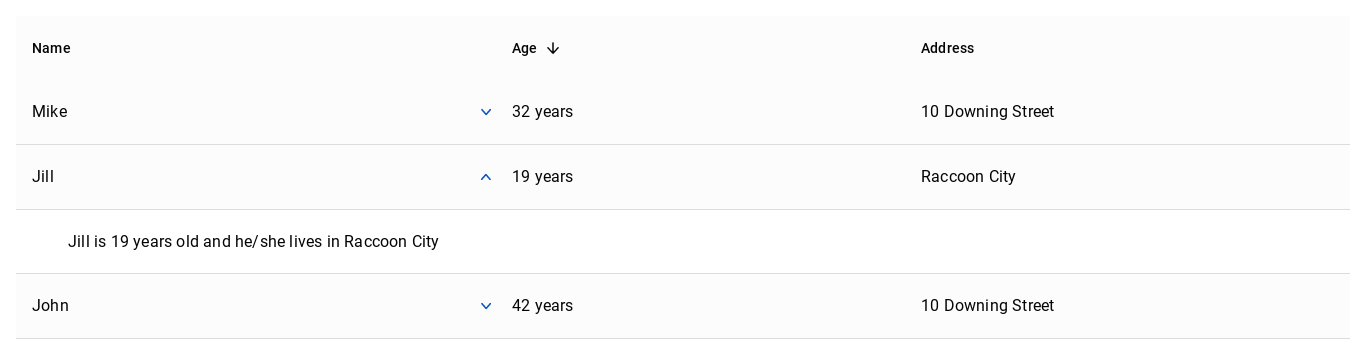 Name Age Address
Mike 32 years 10 Downing Street
Jill 19 years Raccoon City
Jill is 19 years old and he/she lives in Raccoon City
John 42 years 10 Downing Street